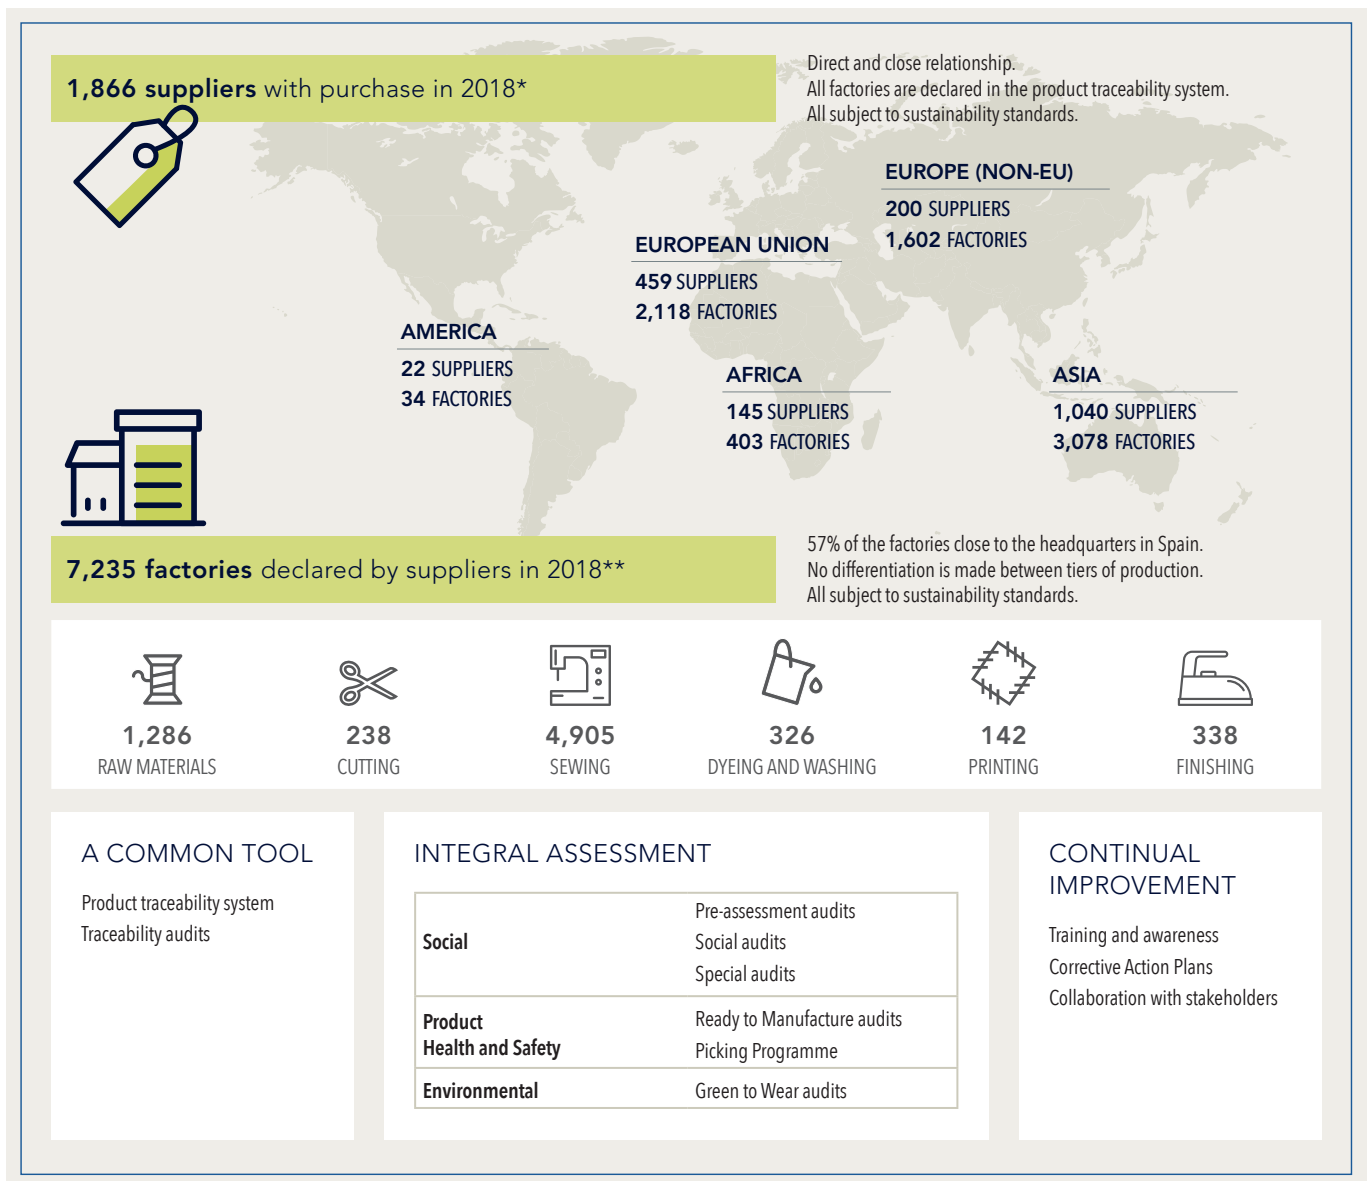 1,866 suppliers with purchase in 2018*
Direct and close relationship.
All factories are declared in the product traceability system.
All subject to sustainability standards.
EUROPE (NON-EU)
200 SUPPLIERS
1,602 FACTORIES
EUROPEAN UNION
459 SUPPLIERS
2,118 FACTORIES
AMERICA
22 SUPPLIERS
34 FACTORIES
AFRICA
145 SUPPLIERS
403 FACTORIES
ASIA
1,040 SUPPLIERS
3,078 FACTORIES
7,235 factories declared by suppliers in 2018**
57% of the factories close to the headquarters in Spain.
No differentiation is made between tiers of production.
All subject to sustainability standards.
1,286
RAW MATERIALS
238
CUTTING
4,905
SEWING
326
DYEING AND WASHING
142
PRINTING
338
FINISHING
A COMMON TOOL
Product traceability system
Traceability audits
INTEGRAL ASSESSMENT
Social
Pre-assessment audits
Social audits
Special audits
Product
Health and Safety
Ready to Manufacture audits
Picking Programme
Environmental
Green to Wear audits
CONTINUAL
IMPROVEMENT
Training and awareness
Corrective Action Plans
Collaboration with stakeholders